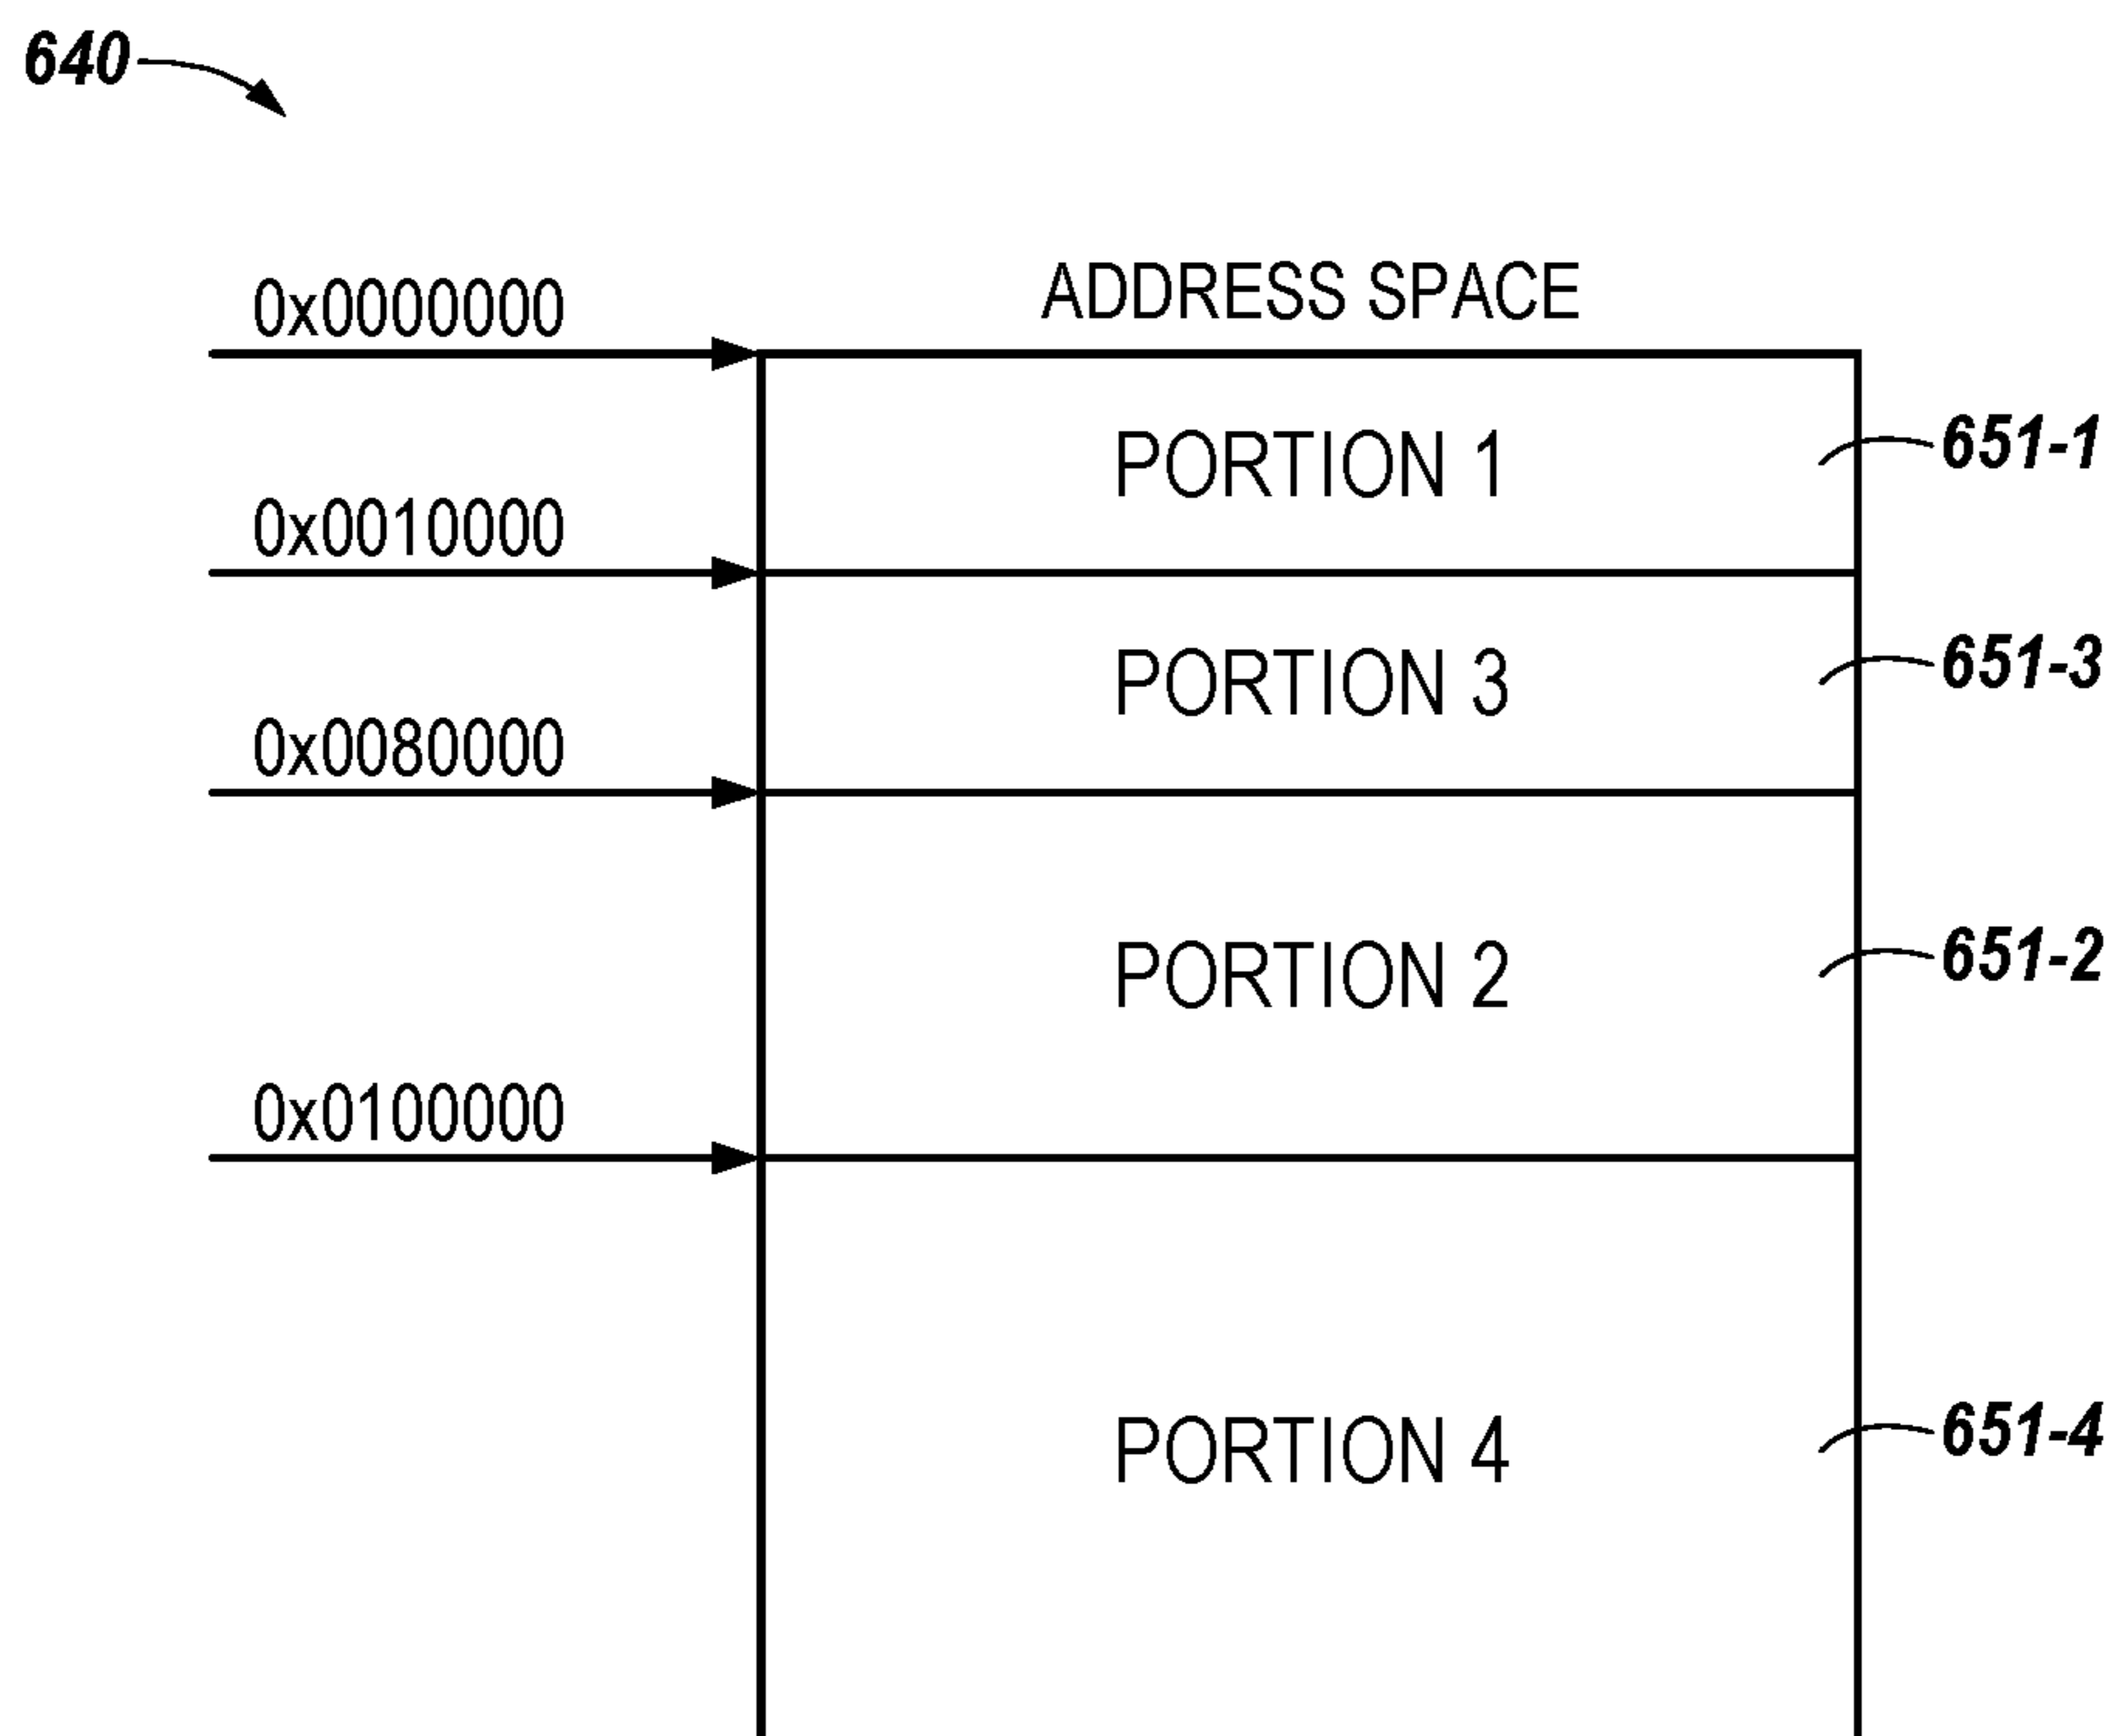 640
ADDRESS SPACE
0x0000000
PORTION 1
651-1
0x0010000
PORTION 3
651-3
0x0080000
PORTION 2
651-2
0x0100000
PORTION 4
651-4